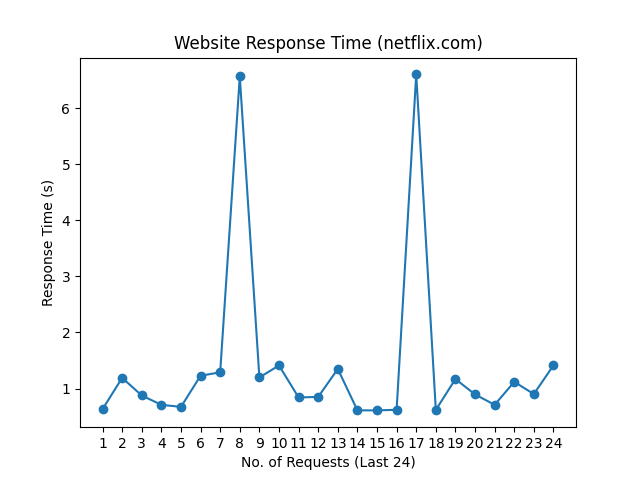 Website Response Time (netflix.com)
Response Time (s)
6
5
4
3
2
1
1 2 3 4 5 6 7 8 9 10 11 12 13 14 15 16 17 18 19 20 21 22 23 24
No. of Requests (Last 24)